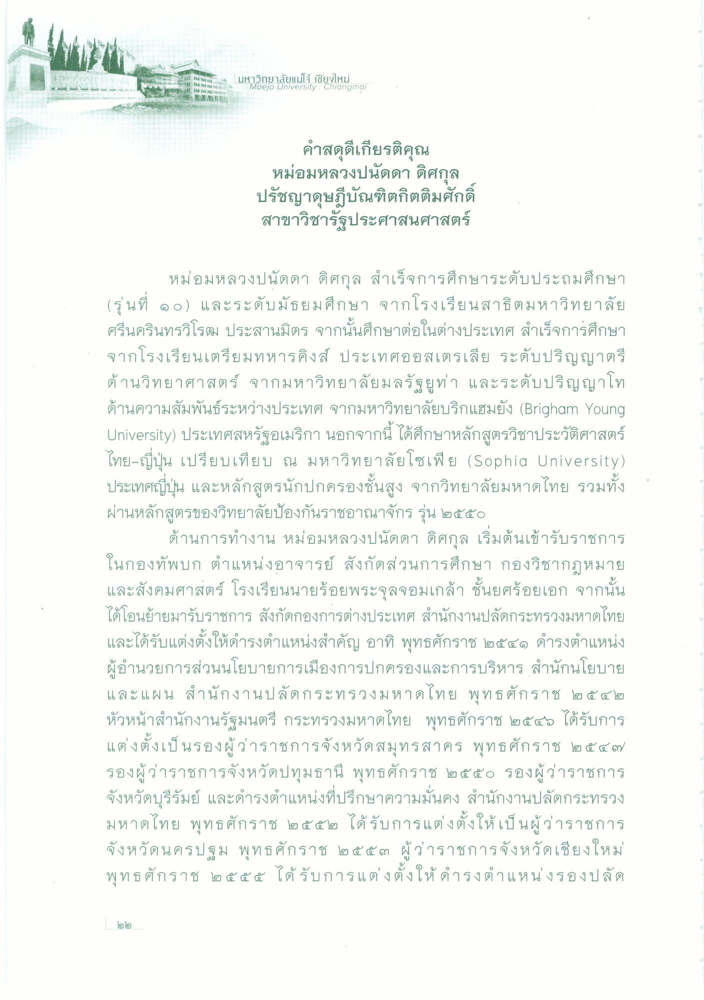 มหาวิทยาลัยแม่โจ้ เชียงใหม่
Maejo University : Chiangmai
คำสดุดีเกียรติคุณ
หม่อมหลวงปนัดดา ดิศกุล
ปรัชญาดุษฎีบัณฑิตกิตติมศักดิ์
สาขาวิชารัฐประศาสนศาสตร์
หม่อมหลวงปนัดดา ดิศกุล สำเร็จการศึกษาระดับประถมศึกษา
(รุ่นที่ ๑๐) และระดับมัธยมศึกษา จากโรงเรียนสาธิตมหาวิทยาลัย
ศรีนครินทรวิโรฒ ประสานมิตร จากนั้นศึกษาต่อในต่างประเทศ สำเร็จการศึกษา
จากโรงเรียนเตรียมทหารคิงส์ ประเทศออสเตรเลีย ระดับปริญญาตรี
ด้านวิทยาศาสตร์ จากมหาวิทยาลัยมลรัฐยูท่า และระดับปริญญาโท
ด้านความสัมพันธ์ระหว่างประเทศ จากมหาวิทยาลัยบริกแฮมยัง (Brigham Young
University) ประเทศสหรัฐอเมริกา นอกจากนี้ ได้ศึกษาหลักสูตรวิชาประวัติศาสตร์
ไทย-ญี่ปุ่น เปรียบเทียบ ณ มหาวิทยาลัยโซเฟีย (Sophia University)
ประเทศญี่ปุ่น และหลักสูตรนักปกครองชั้นสูง จากวิทยาลัยมหาดไทย รวมทั้ง
ผ่านหลักสูตรของวิทยาลัยป้องกันราชอาณาจักร รุ่น ๒๕๕๐
ด้านการทำงาน หม่อมหลวงปนัดดา ดิศกุล เริ่มต้นเข้ารับราชการ
ในกองทัพบก ตำแหน่งอาจารย์ สังกัดส่วนการศึกษา กองวิชากฎหมาย
และสังคมศาสตร์ โรงเรียนนายร้อยพระจุลจอมเกล้า ชั้นยศร้อยเอก จากนั้น
ได้โอนย้ายมารับราชการ สังกัดกองการต่างประเทศ สำนักงานปลัดกระทรวงมหาดไทย
และได้รับแต่งตั้งให้ดำรงตำแหน่งสำคัญ อาทิ พุทธศักราช ๒๕๔๑ ดำรงตำแหน่ง
ผู้อำนวยการส่วนนโยบายการเมืองการปกครองและการบริหาร สำนักนโยบาย
และแผน สำนักงานปลัดกระทรวงมหาดไทย พุทธศักราช ๒๕๔๒
หัวหน้าสำนักงานรัฐมนตรี กระทรวงมหาดไทย พุทธศักราช ๒๕๔๖ ได้รับการ
แต่งตั้งเป็นรองผู้ว่าราชการจังหวัดสมุทรสาคร พุทธศักราช ๒๕๔๗
รองผู้ว่าราชการจังหวัดปทุมธานี พุทธศักราช ๒๕๕๐ รองผู้ว่าราชการ
จังหวัดบุรีรัมย์ และดำรงตำแหน่งที่ปรึกษาความมั่นคง สำนักงานปลัดกระทรวง
มหาดไทย พุทธศักราช ๒๕๕๒ ได้รับการแต่งตั้งให้เป็นผู้ว่าราชการ
จังหวัดนครปฐม พุทธศักราช ๒๕๕๓ ผู้ว่าราชการจังหวัดเชียงใหม่
พุทธศักราช ๒๕๕๕ ได้รับการแต่งตั้งให้ดำรงตำแหน่งรองปลัด
๒๒